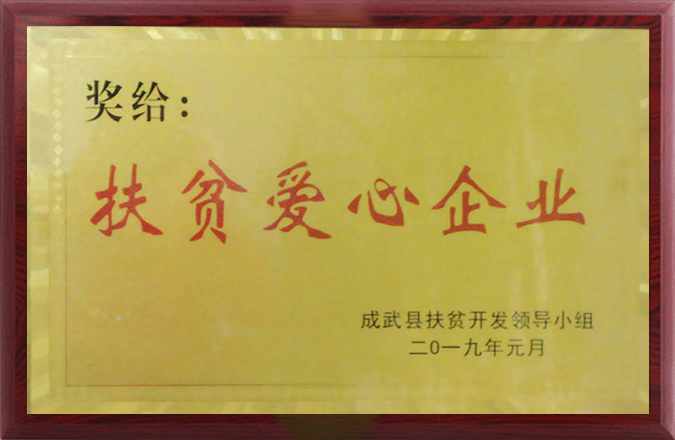 奖给：
扶贫爱心企业
成武县扶贫开发领导小组
二0一九年元月